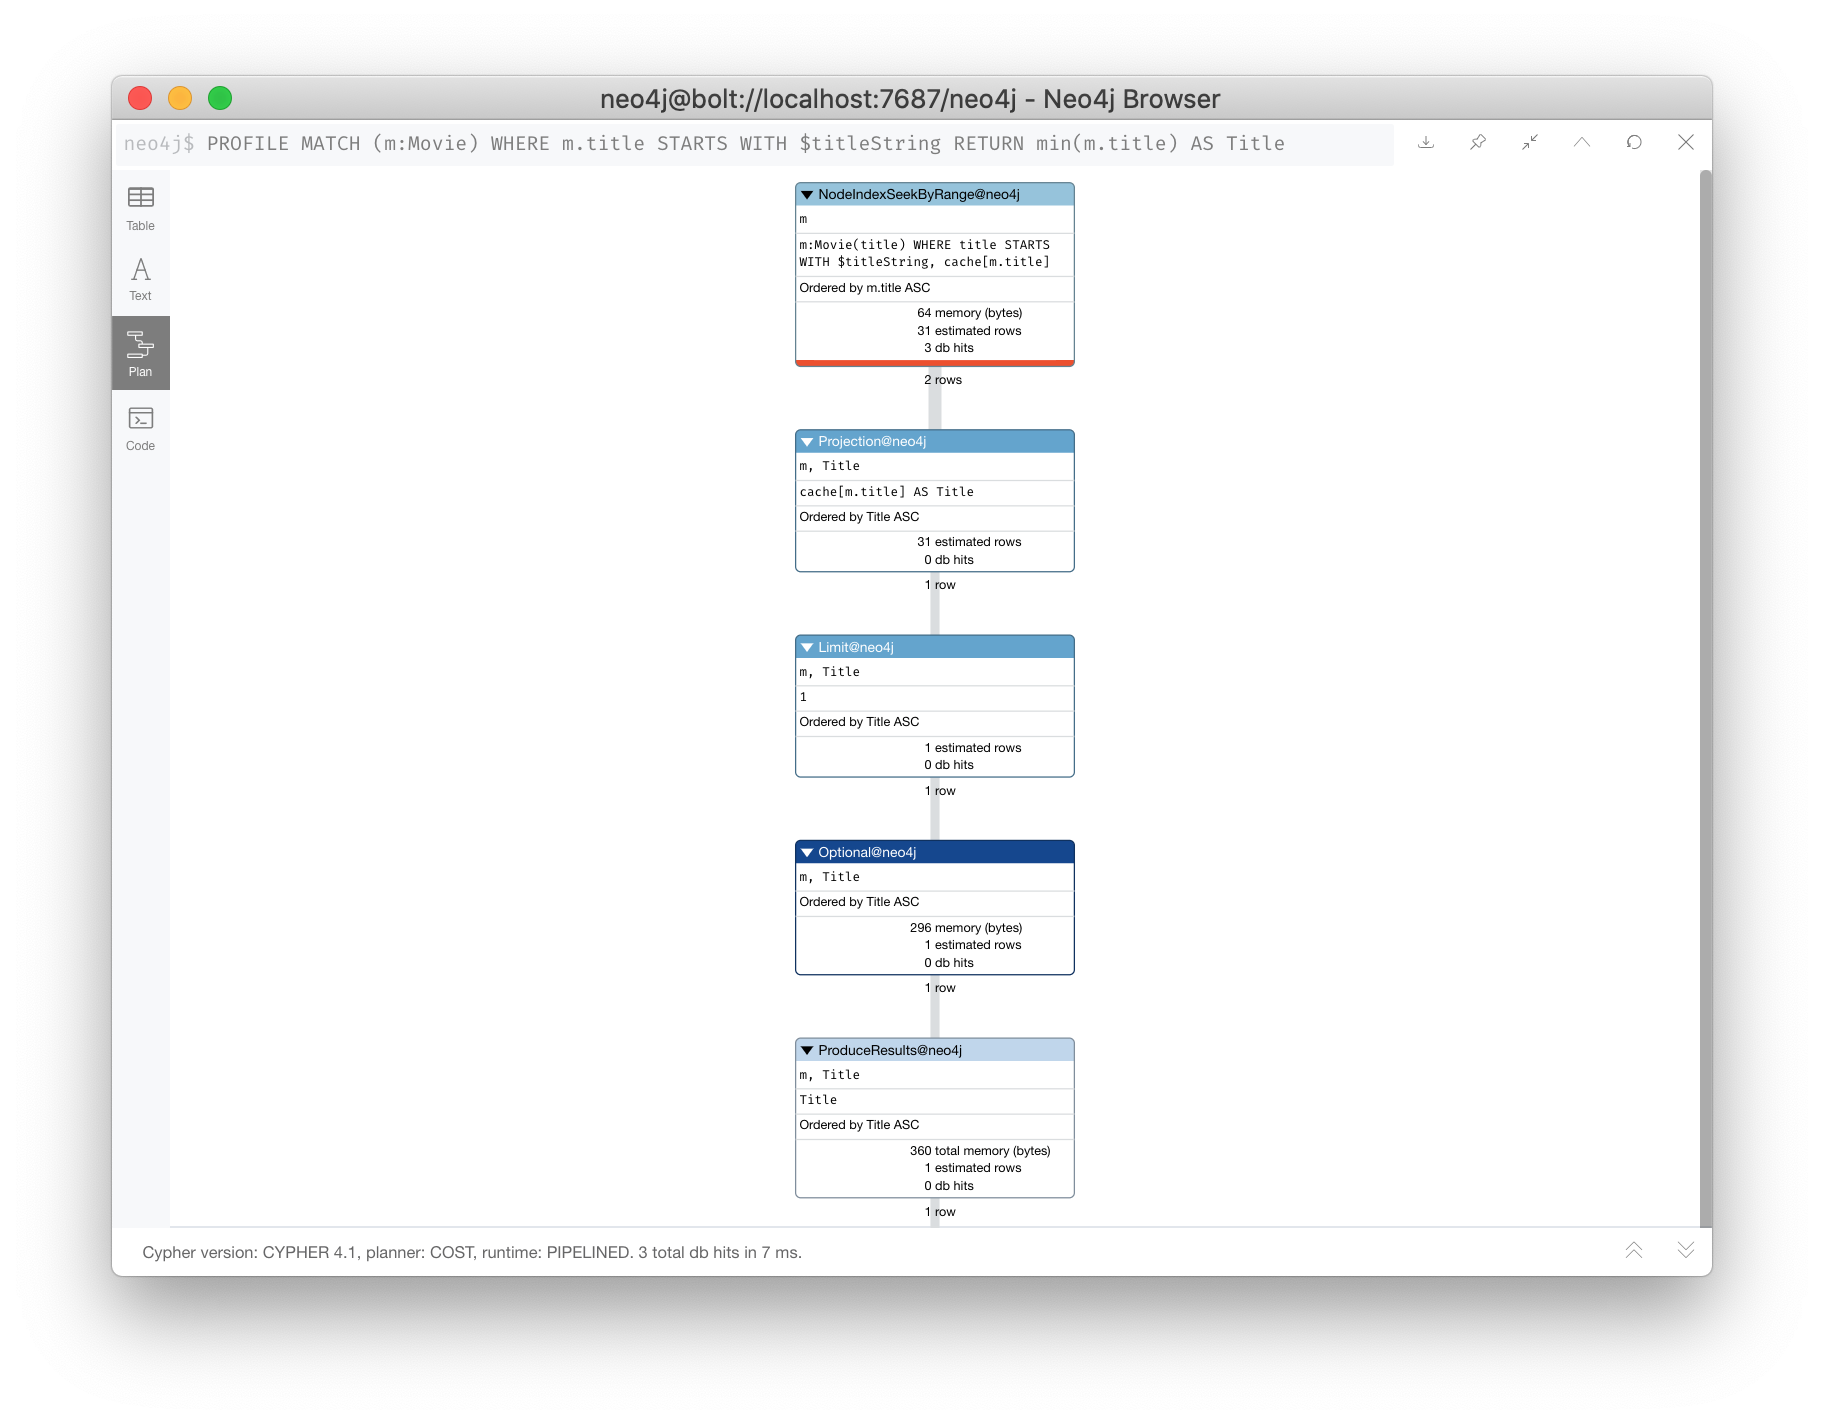 neo4j@bolt://localhost:7687/neo4j - Neo4j Browser
neo4j$ PROFILE MATCH (m:Movie) WHERE m.title STARTS WITH $titleString RETURN min(m.title) AS Title
Table
Text
Plan
Code
NodeIndexSeekByRange@neo4j
m
m:Movie(title) WHERE title STARTS
WITH $titleString, cache[m.title]
Ordered by m.title ASC
64 memory (bytes)
31 estimated rows
3 db hits
2 rows
Projection@neo4j
m, Title
cache[m.title] AS Title
Ordered by Title ASC
31 estimated rows
0 db hits
1 row
Limit@neo4j
m, Title
1
Ordered by Title ASC
1 estimated rows
0 db hits
1 row
Optional@neo4j
m, Title
Ordered by Title ASC
296 memory (bytes)
1 estimated rows
0 db hits
1 row
ProduceResults@neo4j
m, Title
Title
Ordered by Title ASC
360 total memory (bytes)
1 estimated rows
0 db hits
1 row
Cypher version: CYPHER 4.1, planner: COST, runtime: PIPELINED. 3 total db hits in 7 ms.